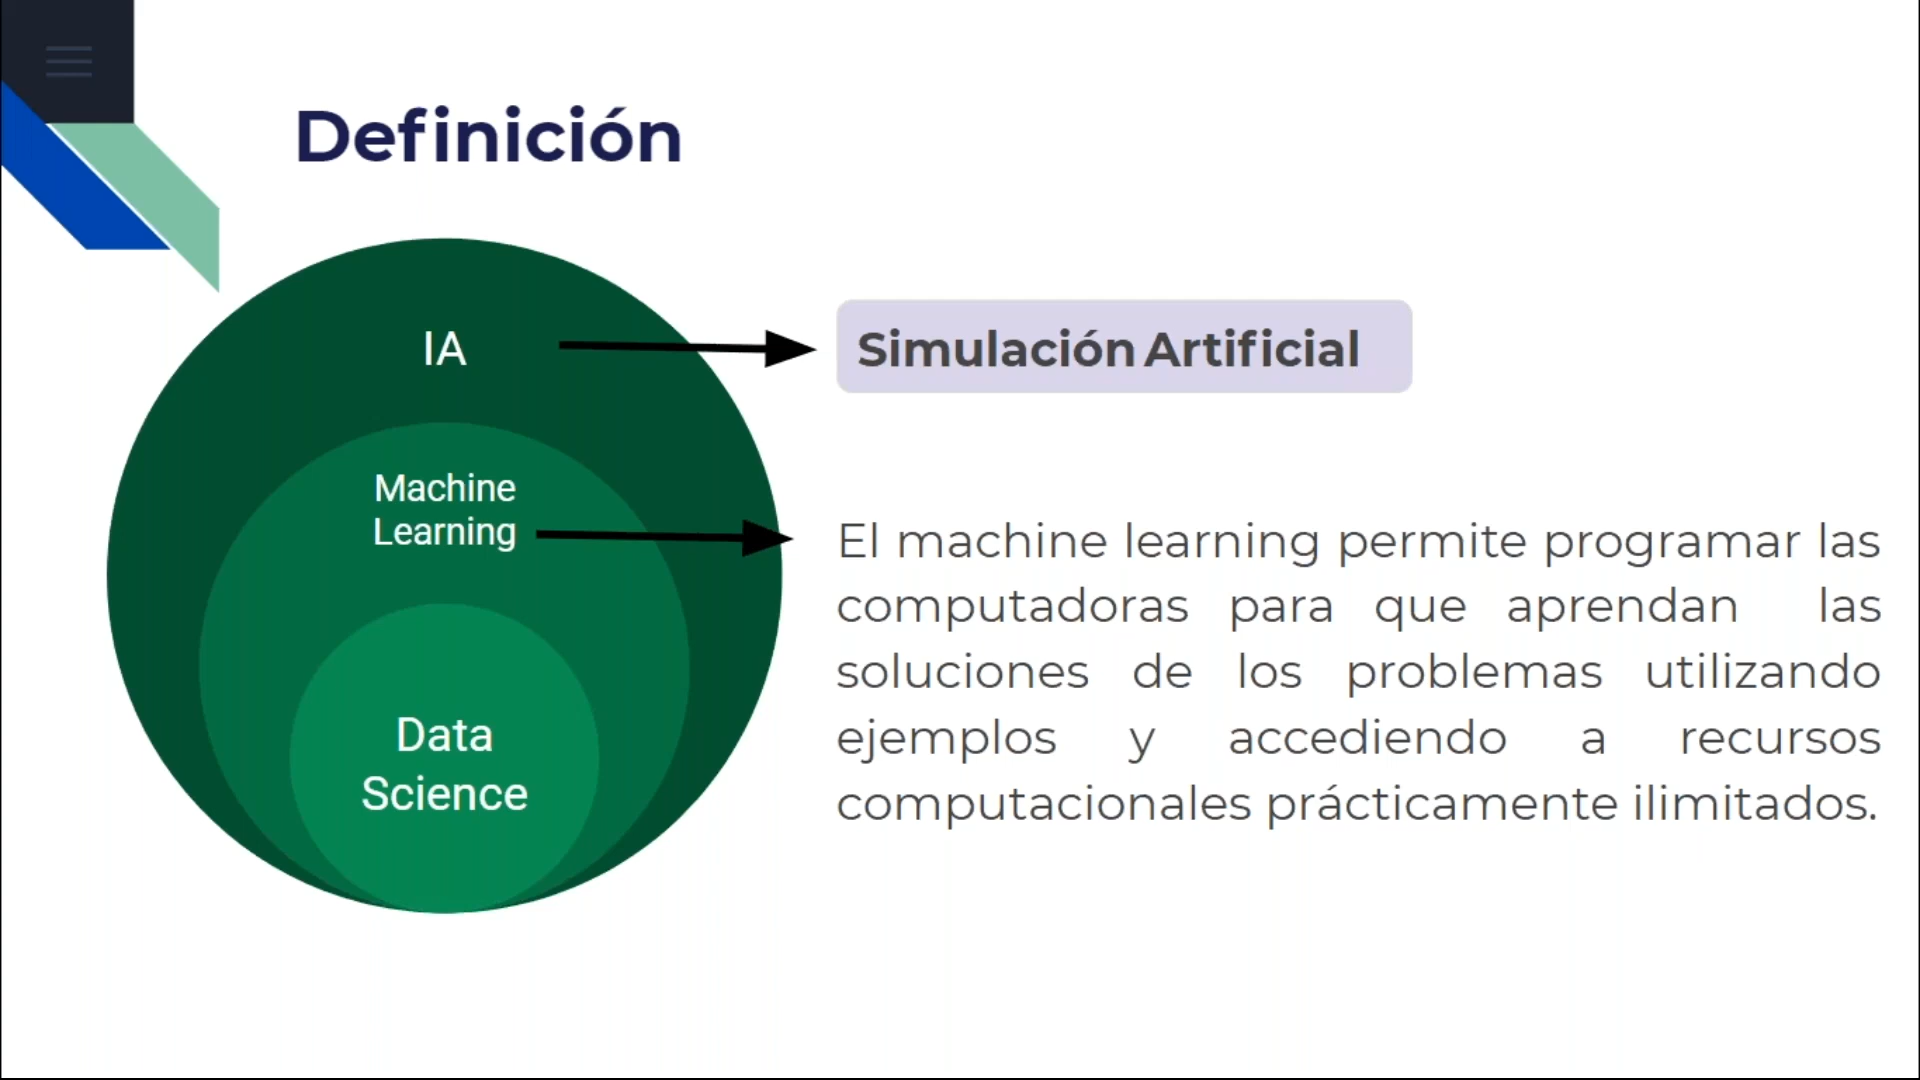 Definición
IA
Simulación Artificial
Machine
Learning
El machine learning permite programar las
computadoras para que aprendan las
soluciones de los problemas utilizando
ejemplos y accediendo a recursos
computacionales prácticamente ilimitados.
Data
Science